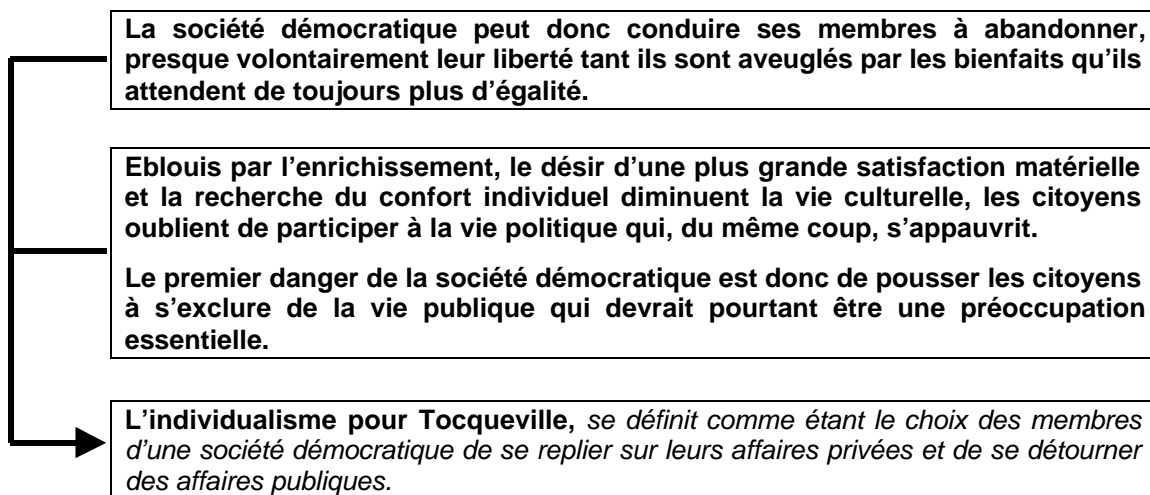 La société démocratique peut donc conduire ses membres à abandonner,
presque volontairement leur liberté tant ils sont aveuglés par les bienfaits qu’ils
attendent de toujours plus d’égalité.
Eblouis par l’enrichissement, le désir d’une plus grande satisfaction matérielle
et la recherche du confort individuel diminuent la vie culturelle, les citoyens
oublient de participer à la vie politique qui, du même coup, s’appauvrit.
Le premier danger de la société démocratique est donc de pousser les citoyens
à s’exclure de la vie publique qui devrait pourtant être une préoccupation
essentielle.
L’individualisme pour Tocqueville, se définit comme étant le choix des membres
d’une société démocratique de se replier sur leurs affaires privées et de se détourner
des affaires publiques.